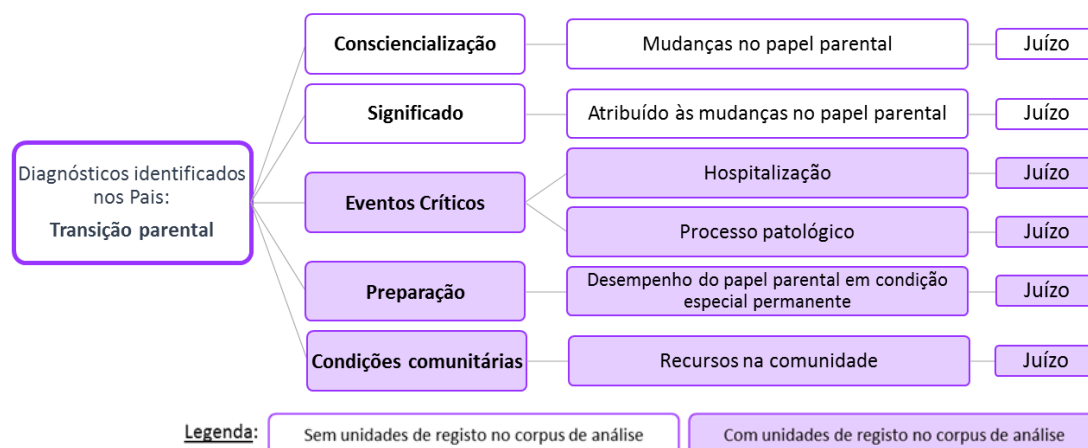 Diagnósticos identificados
nos Pais:
Transição parental
Consciencialização
Mudanças no papel parental
Juízo
Significado
Atribuído às mudanças no papel parental
Juízo
Eventos Críticos
Hospitalização
Juízo
Processo patológico
Juízo
Preparação
Desempenho do papel parental em condição
especial permanente
Juízo
Condições comunitárias
Recursos na comunidade
Juízo
Legenda:
Sem unidades de registo no corpus de análise
Com unidades de registo no corpus de análise